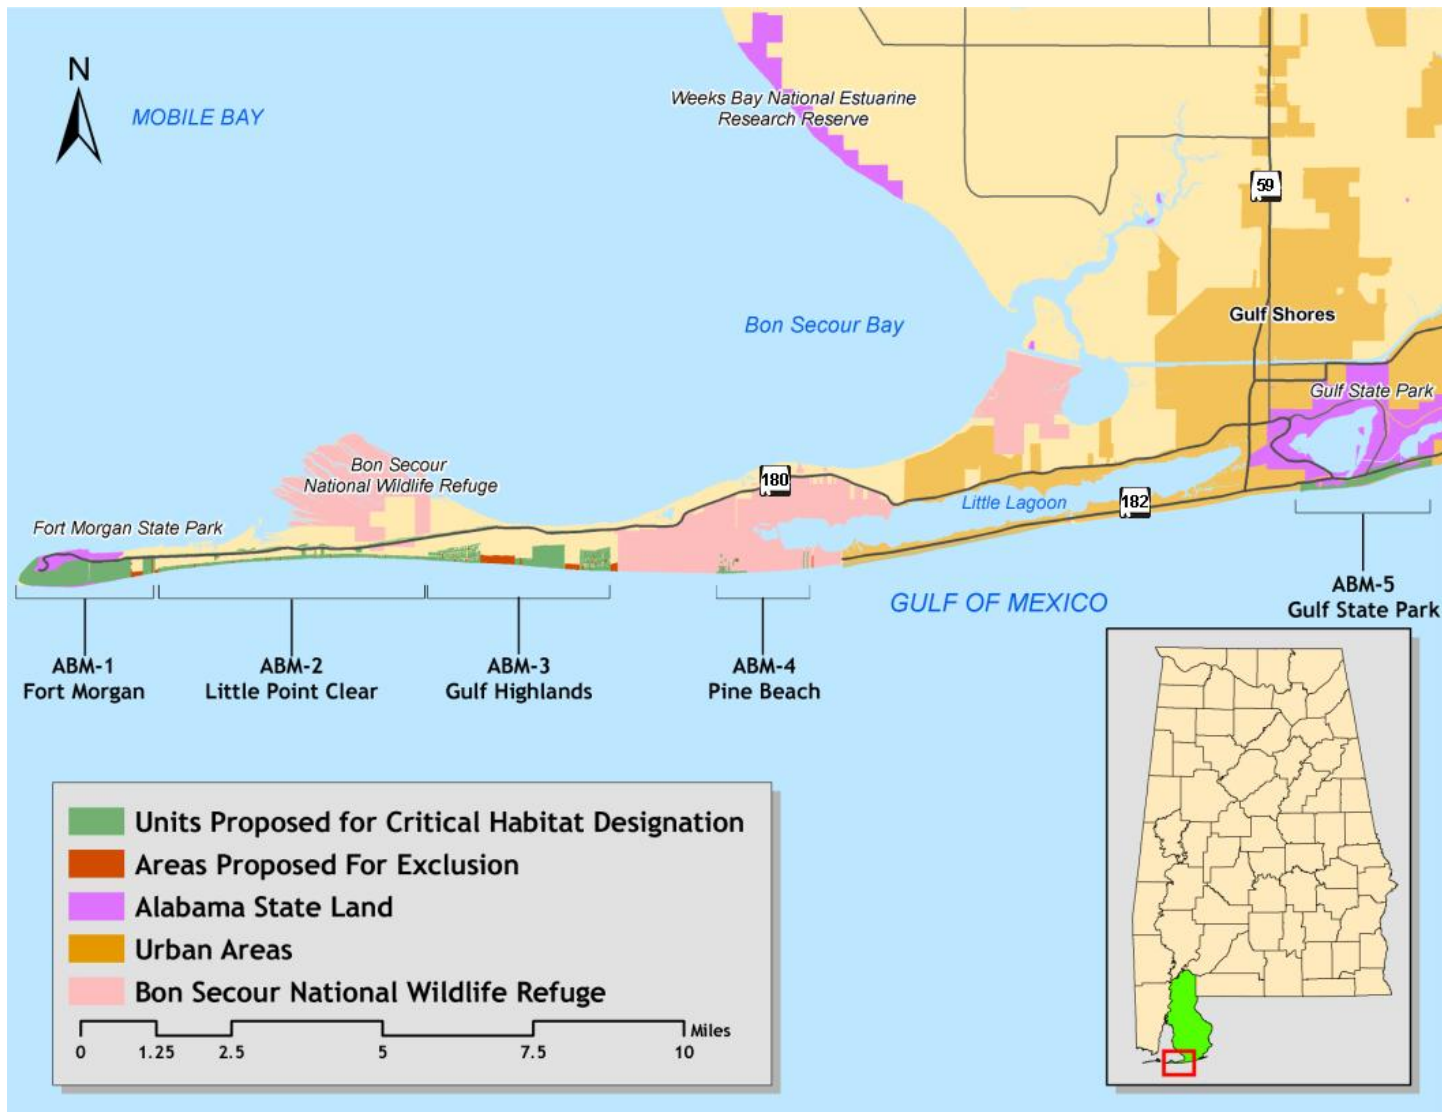 N
MOBILE BAY
Weeks Bay National Estuarine
Research Reserve
59
Bon Secour Bay
Gulf Shores
Gulf State Park
Bon Secour
National Wildlife Refuge
180
Little Lagoon
182
Fort Morgan State Park
GULF OF MEXICO
ABM-5
Gulf State Park
ABM-1
Fort Morgan
ABM-2
Little Point Clear
ABM-3
Gulf Highlands
ABM-4
Pine Beach
Units Proposed for Critical Habitat Designation
Areas Proposed For Exclusion
Alabama State Land
Urban Areas
Bon Secour National Wildlife Refuge
Miles
0 1.25 2.5 5 7.5 10